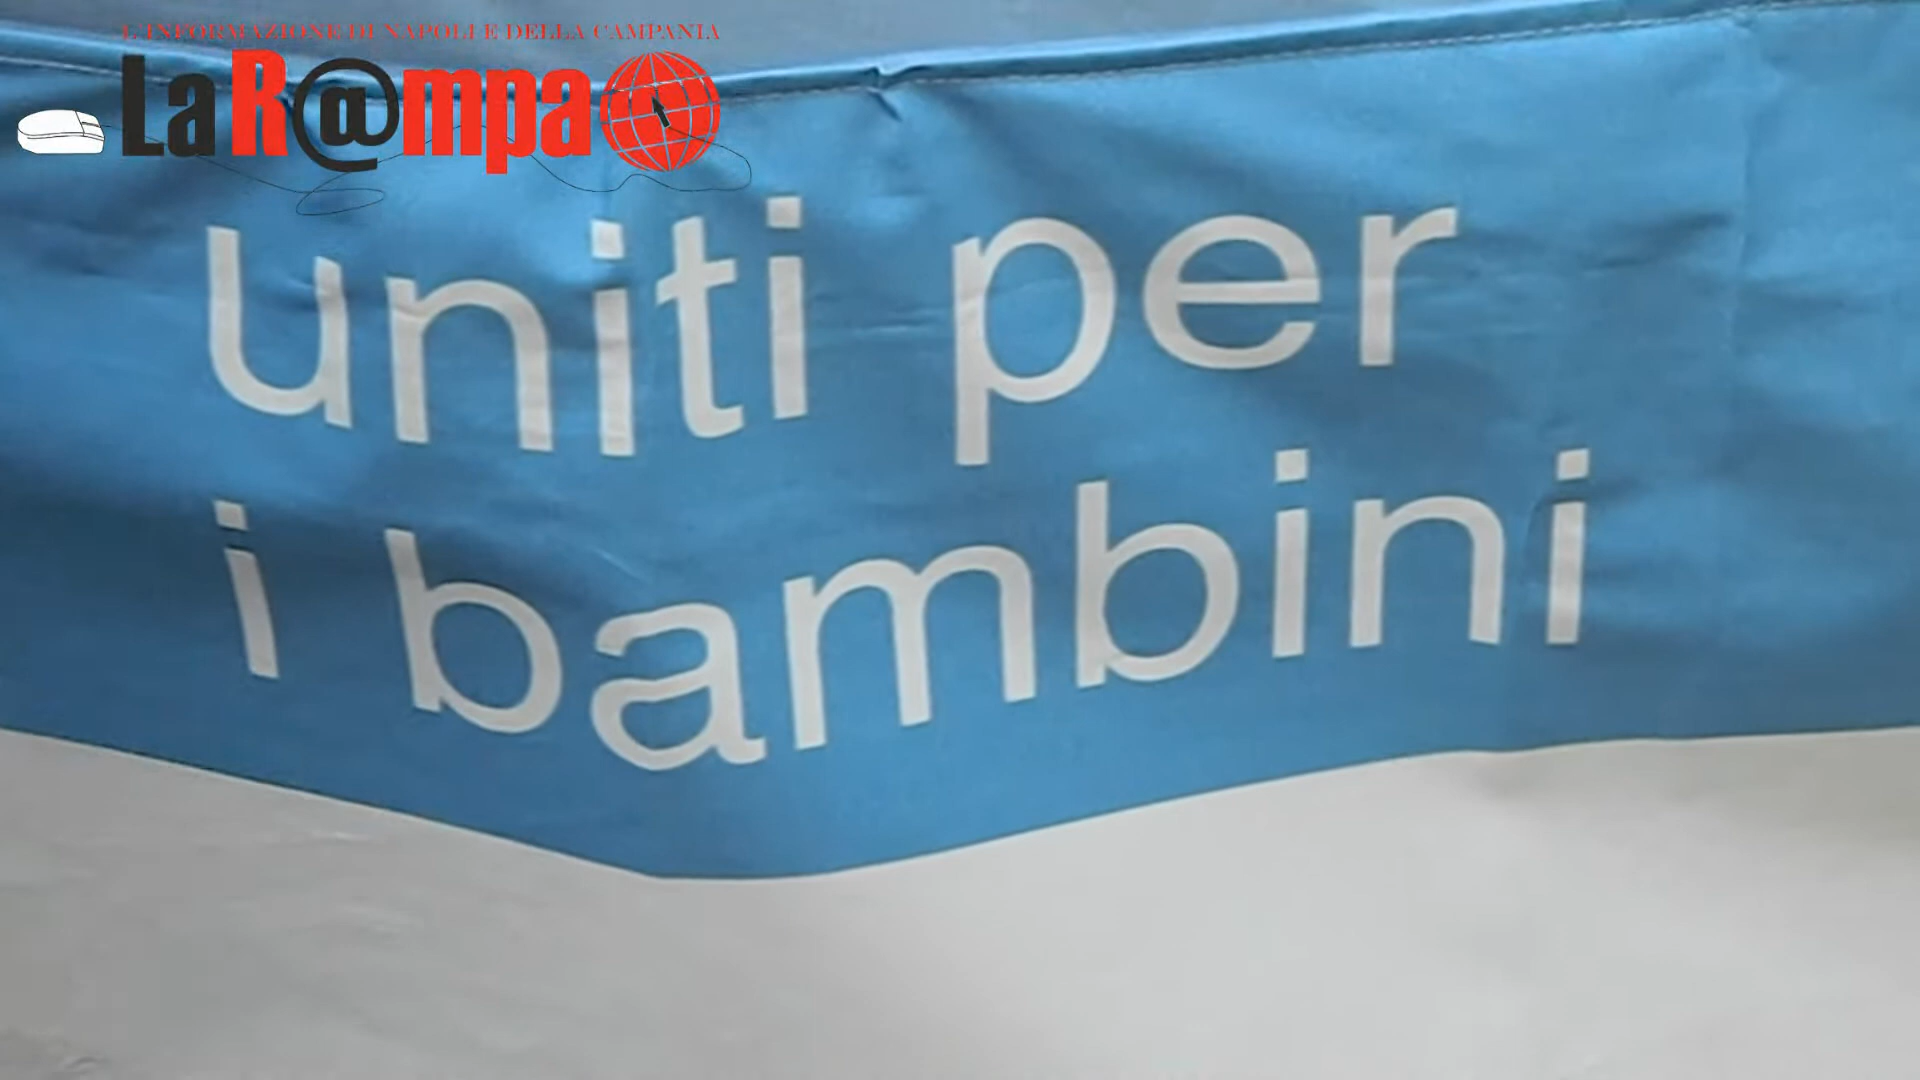 L'INFORMAZIONE DI NAPOLI E DELLA CAMPANIA
La R@mpa
uniti per
i bambini